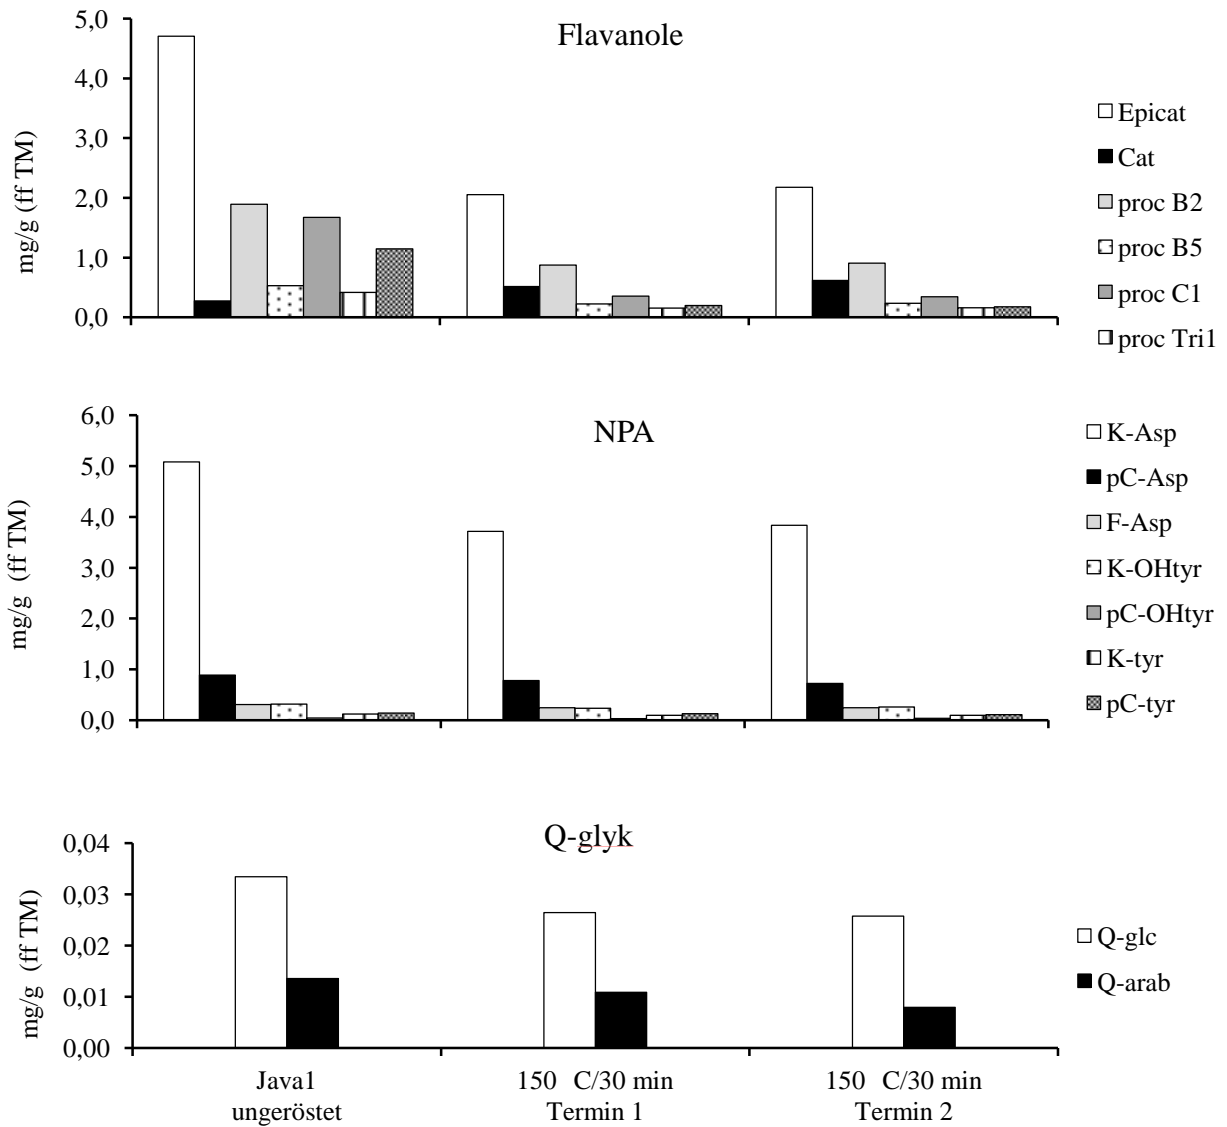 Flavanole
5,0
4,0
3,0
2,0
1,0
0,0
mg/g (ff TM)
Epicat
Cat
proc B2
proc B5
proc C1
proc Tri1
NPA
6,0
5,0
4,0
3,0
2,0
1,0
0,0
mg/g (ff TM)
K-Asp
pC-Asp
F-Asp
K-OHtyr
pC-OHtyr
K-tyr
pC-tyr
Q-glyk
0,04
0,03
0,02
0,01
0,00
mg/g (ff TM)
Q-glc
Q-arab
Java1
ungeröstet
150 C/30 min
Termin 1
150 C/30 min
Termin 2